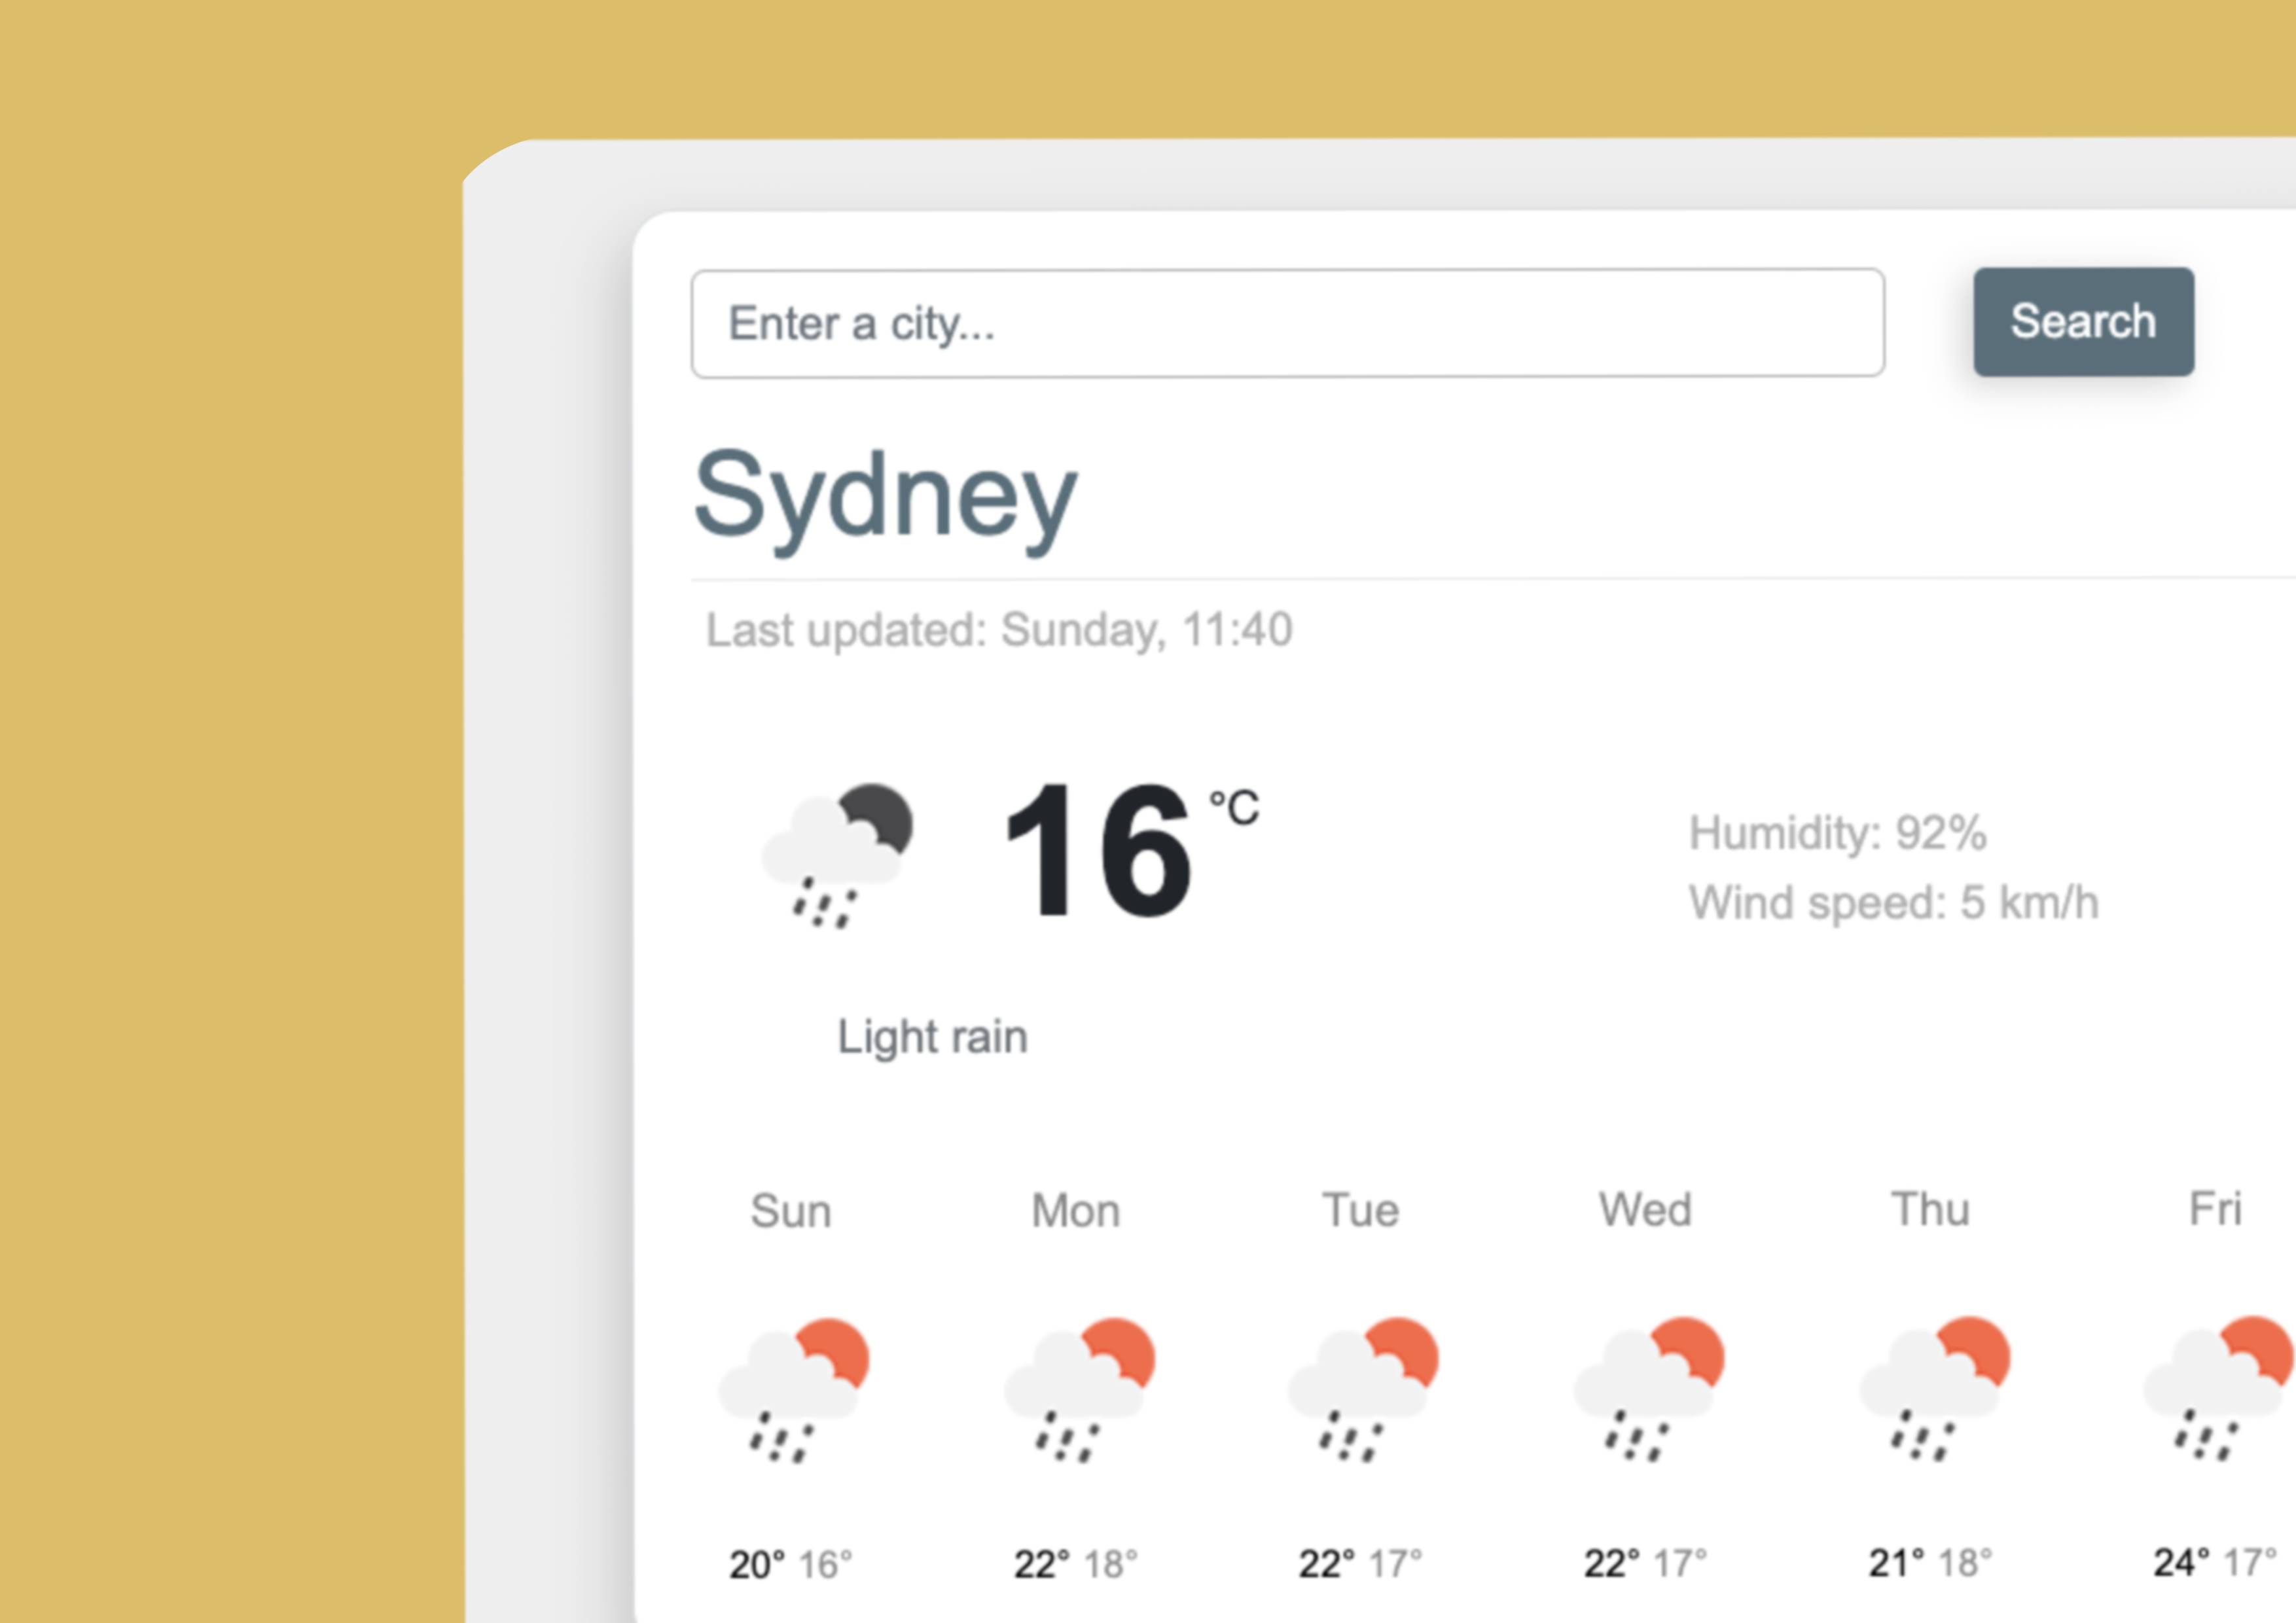 Enter a city...
Search
Sydney
Last updated: Sunday, 11:40
16 °C
Humidity: 92%
Wind speed: 5 km/h
Light rain
Sun Mon Tue Wed Thu Fri
20° 16° 22° 18° 22° 17° 22° 17° 21° 18° 24° 17°